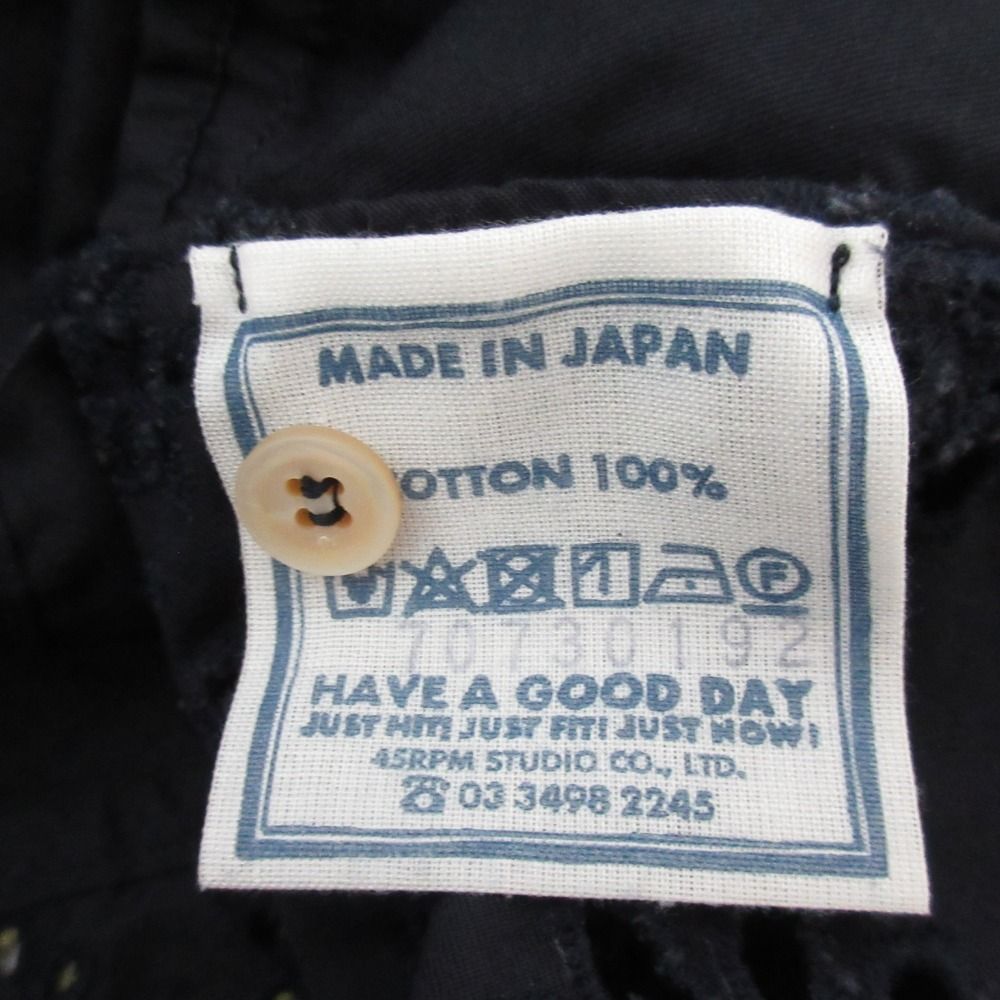 MADE IN JAPAN
OTTON 100%
F
70730192
HAVE A GOOD DAY
JUST HIT! JUST FIT! JUST NOW!
45RPM STUDIO CO., LTD.
☎ 03 3498 2245